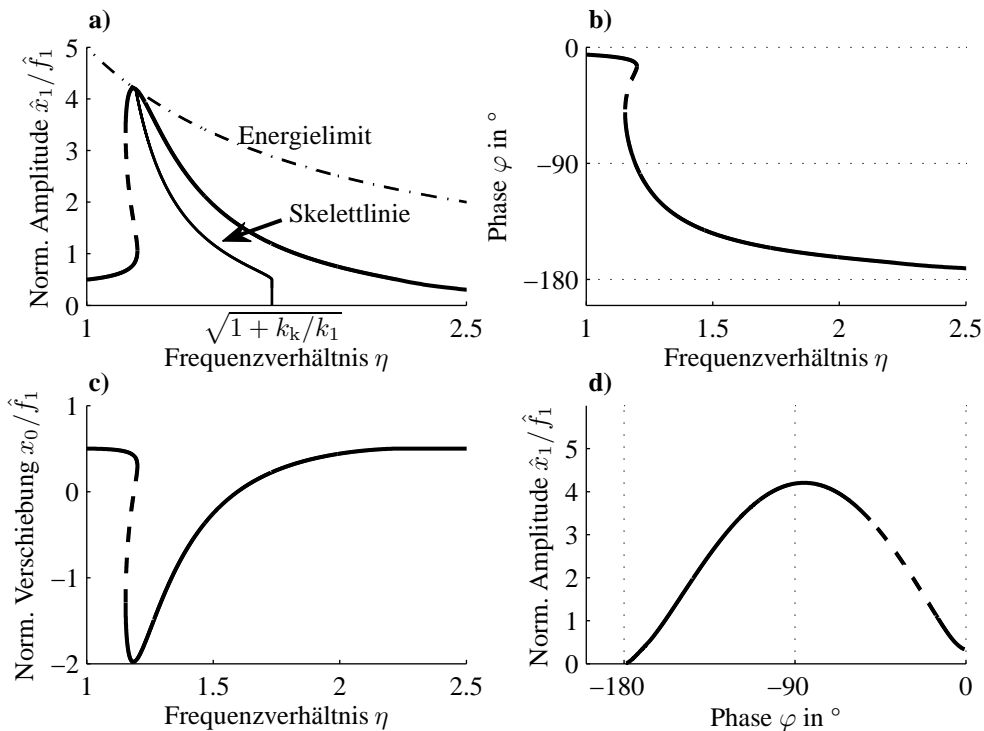 a)
Norm. Amplitude x̂₁/f̂₁
5
4
3
2
1
0
Energielimit
Skelettlinie
1
√1 + kₖ/k₁
2.5
Frequenzverhältnis η
b)
Phase φ in °
0
−90
−180
1
1.5
2
2.5
Frequenzverhältnis η
c)
Norm. Verschiebung x₀/f̂₁
1
0
−1
−2
1
1.5
2
2.5
Frequenzverhältnis η
d)
Norm. Amplitude x̂₁/f̂₁
5
4
3
2
1
0
−180
−90
0
Phase φ in °